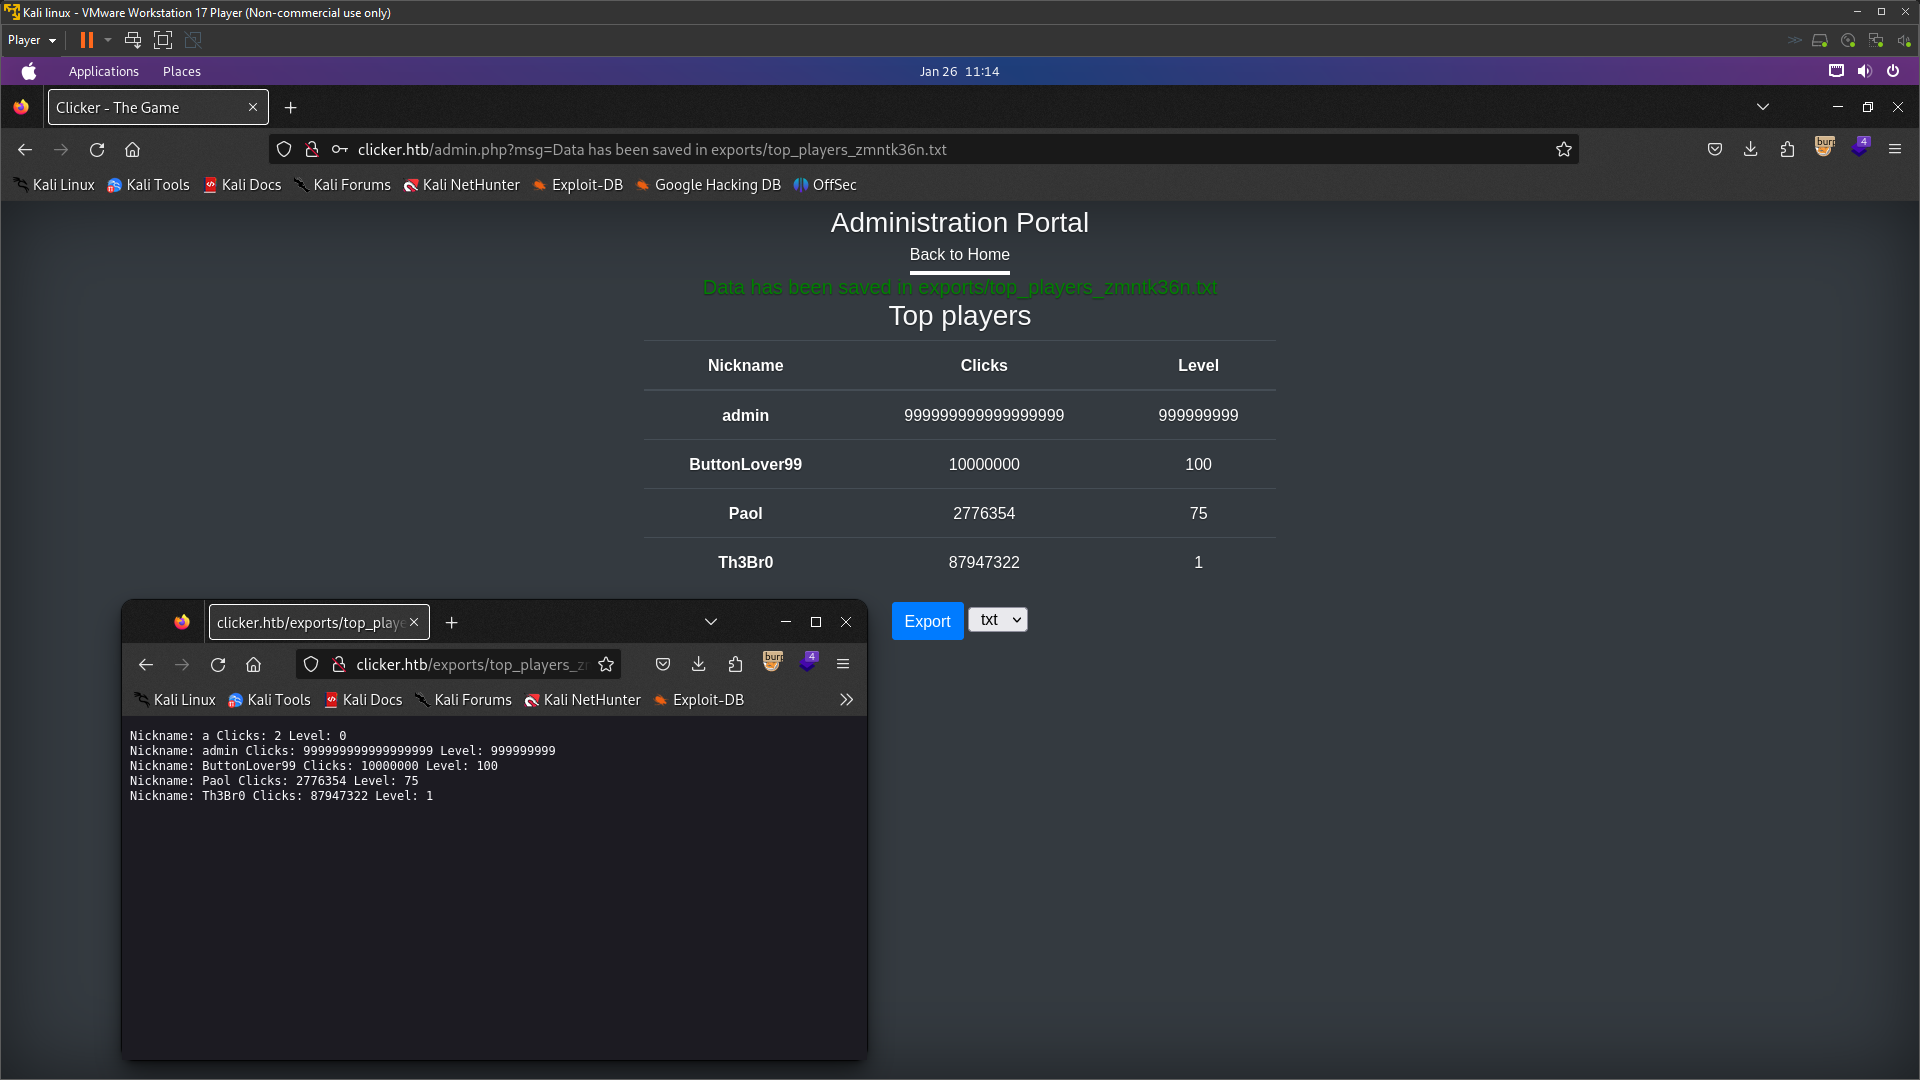 Kali linux - VMware Workstation 17 Player (Non-commercial use only)
Player
Applications Places Jan 26 11:14
Clicker - The Game
clicker.htb/admin.php?msg=Data has been saved in exports/top_players_zmntk36n.txt
4
Kali Linux Kali Tools Kali Docs Kali Forums Kali NetHunter Exploit-DB Google Hacking DB OffSec
Administration Portal
Back to Home
Data has been saved in exports/top_players_zmntk36n.txt
Top players
Nickname Clicks Level
admin 999999999999999999 999999999
ButtonLover99 10000000 100
Paol 2776354 75
Th3Br0 87947322 1
Export txt
clicker.htb/exports/top_playe
clicker.htb/exports/top_players_z
4
Kali Linux Kali Tools Kali Docs Kali Forums Kali NetHunter Exploit-DB
Nickname: a Clicks: 2 Level: 0
Nickname: admin Clicks: 999999999999999999 Level: 999999999
Nickname: ButtonLover99 Clicks: 10000000 Level: 100
Nickname: Paol Clicks: 2776354 Level: 75
Nickname: Th3Br0 Clicks: 87947322 Level: 1